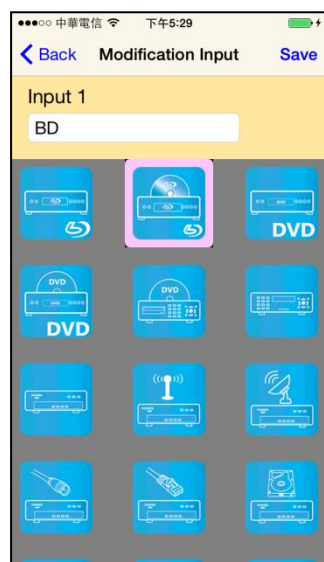 中華電信 下午5:29
Back Modification Input Save
Input 1
BD
DVD
DVD
DVD
DVD